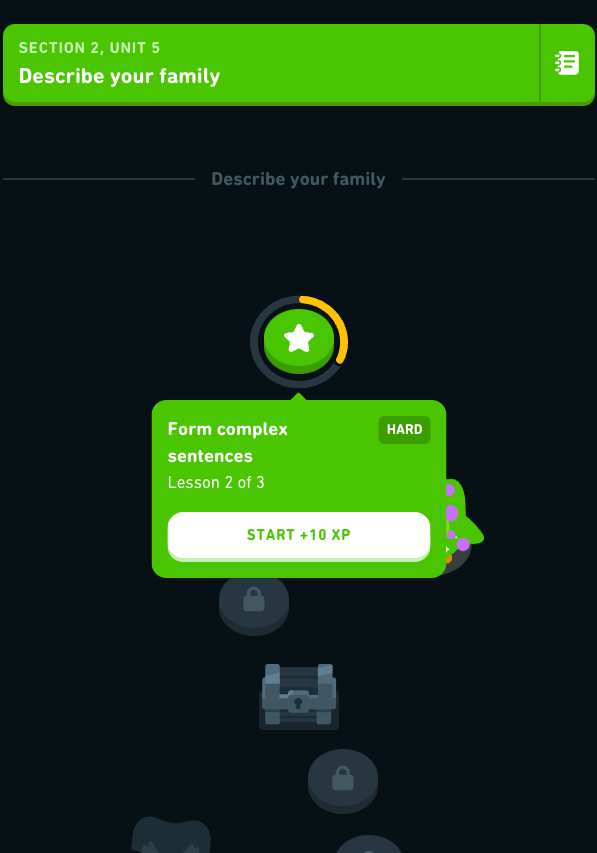 SECTION 2, UNIT 5
Describe your family
Describe your family
Form complex
sentences
HARD
Lesson 2 of 3
START +10 XP